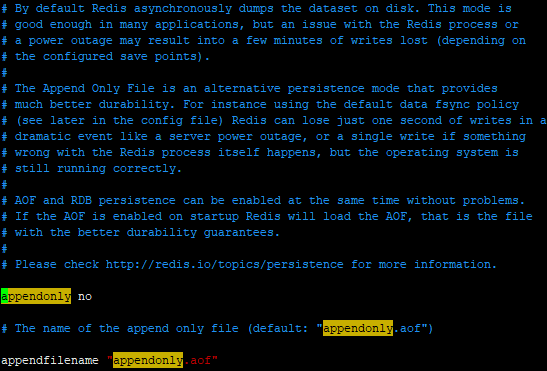 # By default Redis asynchronously dumps the dataset on disk. This mode is
# good enough in many applications, but an issue with the Redis process or
# a power outage may result into a few minutes of writes lost (depending on
# the configured save points).
#
# The Append Only File is an alternative persistence mode that provides
# much better durability. For instance using the default data fsync policy
# (see later in the config file) Redis can lose just one second of writes in a
# dramatic event like a server power outage, or a single write if something
# wrong with the Redis process itself happens, but the operating system is
# still running correctly.
#
# AOF and RDB persistence can be enabled at the same time without problems.
# If the AOF is enabled on startup Redis will load the AOF, that is the file
# with the better durability guarantees.
#
# Please check http://redis.io/topics/persistence for more information.
appendonly no
# The name of the append only file (default: "appendonly.aof")
appendfilename "appendonly.aof"